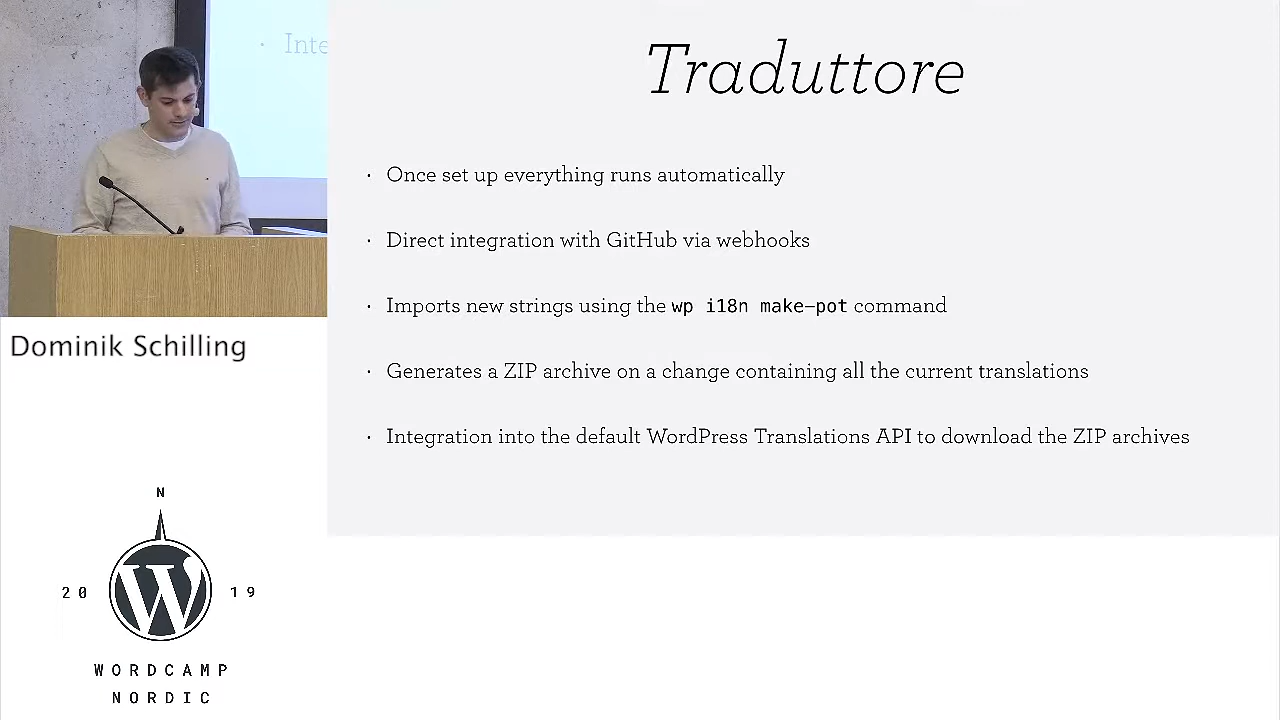 Inte
Traduttore
· Once set up everything runs automatically
· Direct integration with GitHub via webhooks
· Imports new strings using the wp i18n make-pot command
· Generates a ZIP archive on a change containing all the current translations
· Integration into the default WordPress Translations API to download the ZIP archives
Dominik Schilling
N
20 19
WORDCAMP
NORDIC